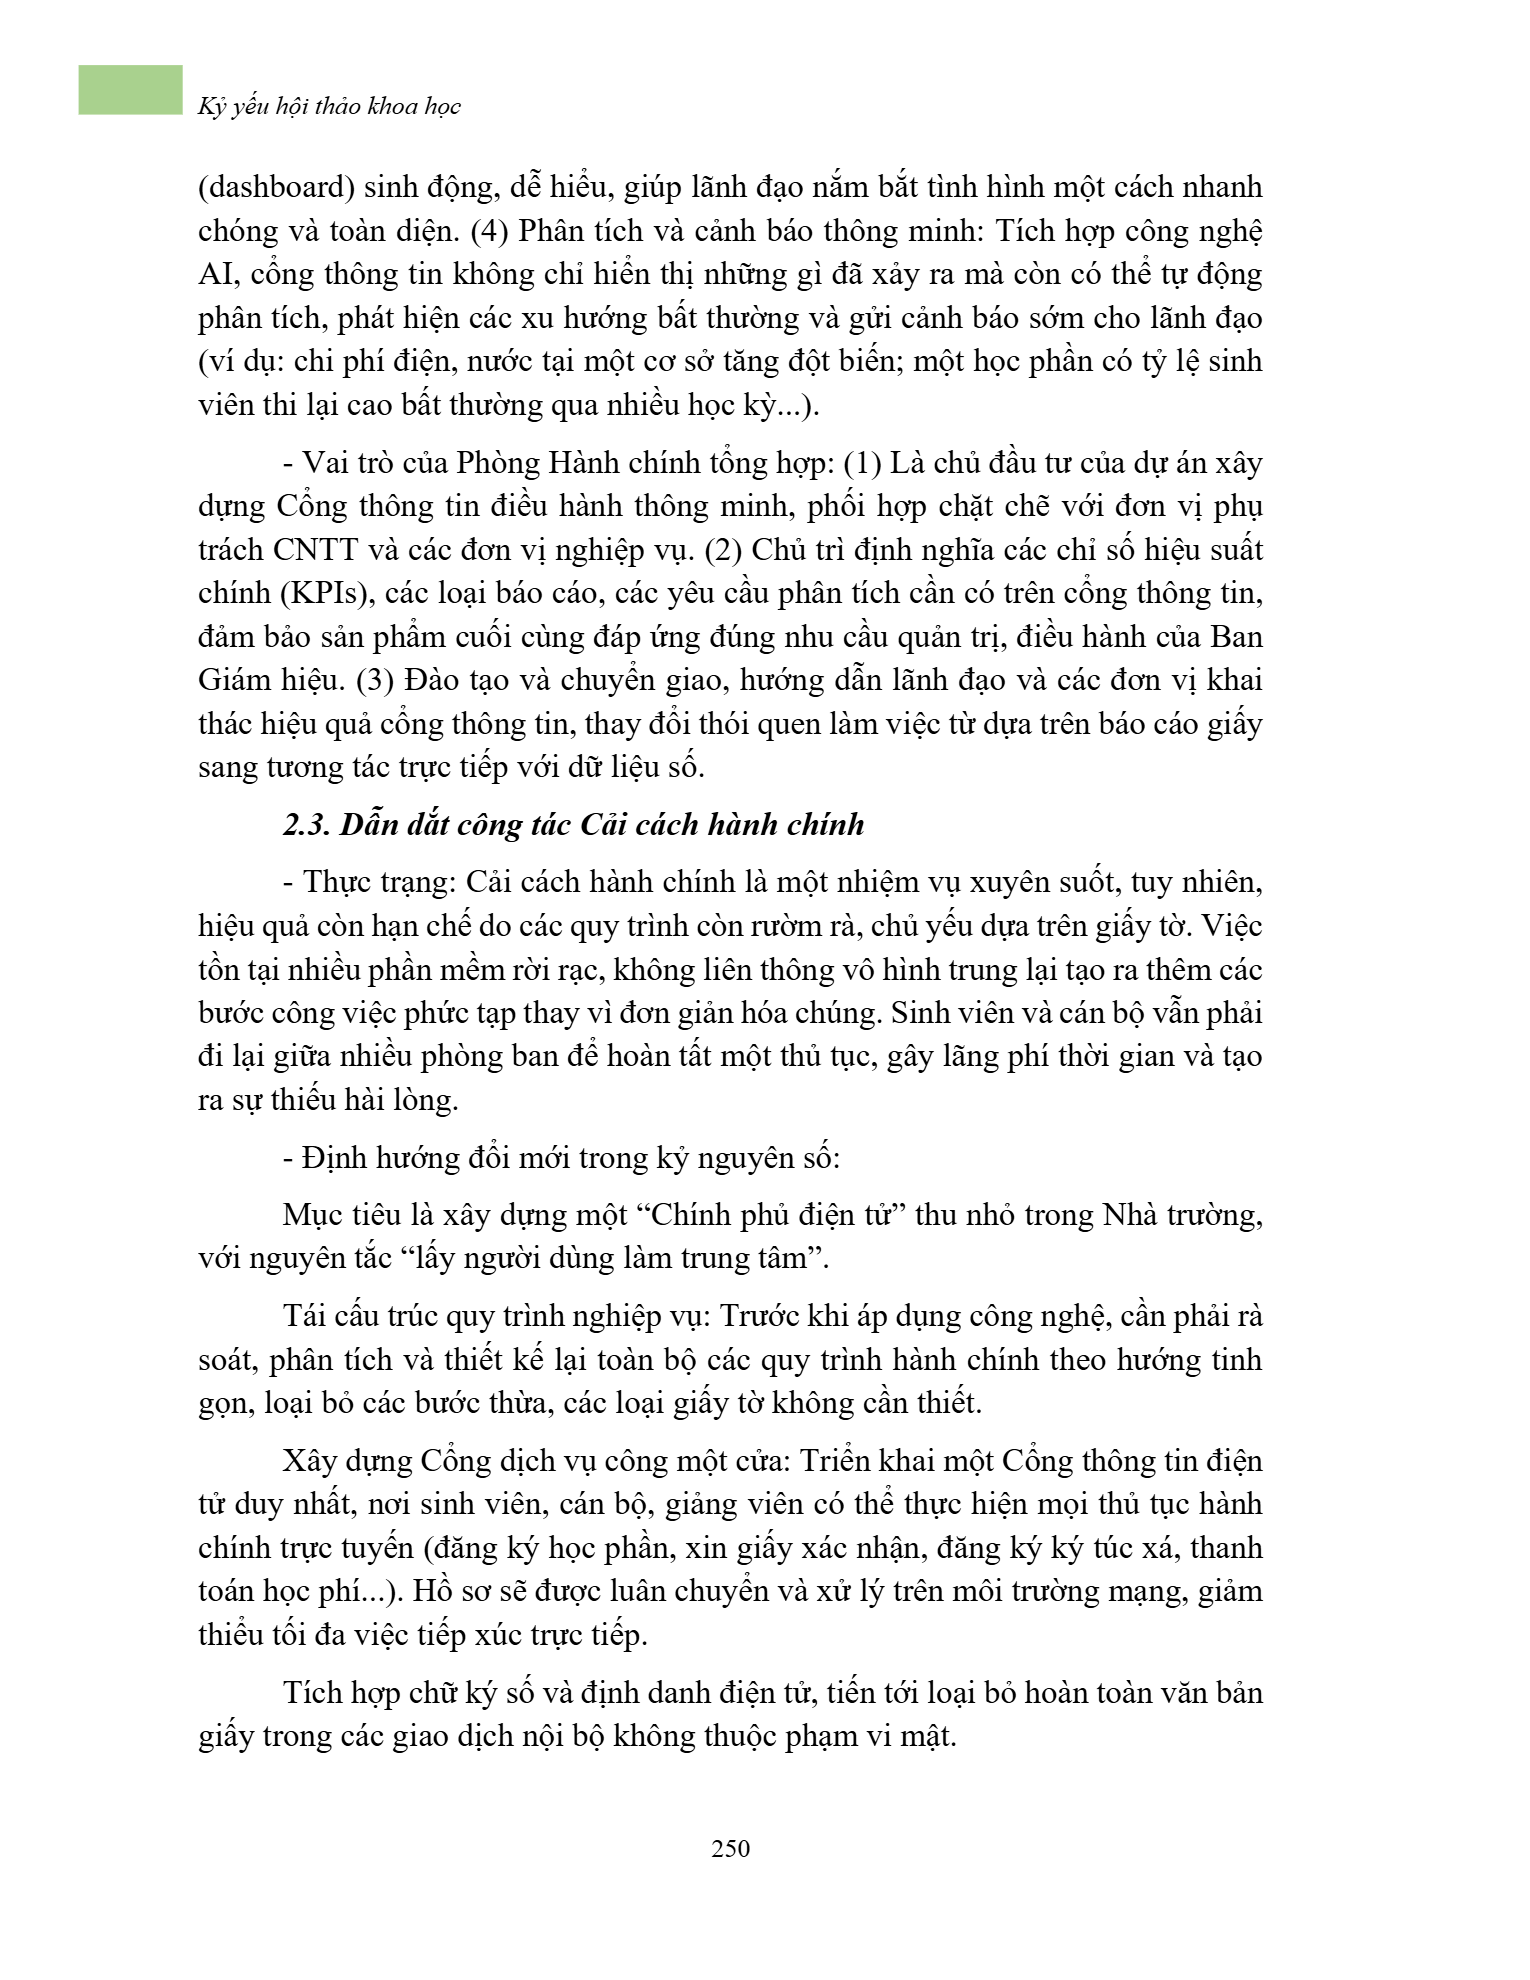 Kỷ yếu hội thảo khoa học
(dashboard) sinh động, dễ hiểu, giúp lãnh đạo nắm bắt tình hình một cách nhanh
chóng và toàn diện. (4) Phân tích và cảnh báo thông minh: Tích hợp công nghệ
AI, cổng thông tin không chỉ hiển thị những gì đã xảy ra mà còn có thể tự động
phân tích, phát hiện các xu hướng bất thường và gửi cảnh báo sớm cho lãnh đạo
(ví dụ: chi phí điện, nước tại một cơ sở tăng đột biến; một học phần có tỷ lệ sinh
viên thi lại cao bất thường qua nhiều học kỳ...).
- Vai trò của Phòng Hành chính tổng hợp: (1) Là chủ đầu tư của dự án xây
dựng Cổng thông tin điều hành thông minh, phối hợp chặt chẽ với đơn vị phụ
trách CNTT và các đơn vị nghiệp vụ. (2) Chủ trì định nghĩa các chỉ số hiệu suất
chính (KPIs), các loại báo cáo, các yêu cầu phân tích cần có trên cổng thông tin,
đảm bảo sản phẩm cuối cùng đáp ứng đúng nhu cầu quản trị, điều hành của Ban
Giám hiệu. (3) Đào tạo và chuyển giao, hướng dẫn lãnh đạo và các đơn vị khai
thác hiệu quả cổng thông tin, thay đổi thói quen làm việc từ dựa trên báo cáo giấy
sang tương tác trực tiếp với dữ liệu số.
2.3. Dẫn dắt công tác Cải cách hành chính
- Thực trạng: Cải cách hành chính là một nhiệm vụ xuyên suốt, tuy nhiên,
hiệu quả còn hạn chế do các quy trình còn rườm rà, chủ yếu dựa trên giấy tờ. Việc
tồn tại nhiều phần mềm rời rạc, không liên thông vô hình trung lại tạo ra thêm các
bước công việc phức tạp thay vì đơn giản hóa chúng. Sinh viên và cán bộ vẫn phải
đi lại giữa nhiều phòng ban để hoàn tất một thủ tục, gây lãng phí thời gian và tạo
ra sự thiếu hài lòng.
- Định hướng đổi mới trong kỷ nguyên số:
Mục tiêu là xây dựng một “Chính phủ điện tử” thu nhỏ trong Nhà trường,
với nguyên tắc “lấy người dùng làm trung tâm”.
Tái cấu trúc quy trình nghiệp vụ: Trước khi áp dụng công nghệ, cần phải rà
soát, phân tích và thiết kế lại toàn bộ các quy trình hành chính theo hướng tinh
gọn, loại bỏ các bước thừa, các loại giấy tờ không cần thiết.
Xây dựng Cổng dịch vụ công một cửa: Triển khai một Cổng thông tin điện
tử duy nhất, nơi sinh viên, cán bộ, giảng viên có thể thực hiện mọi thủ tục hành
chính trực tuyến (đăng ký học phần, xin giấy xác nhận, đăng ký ký túc xá, thanh
toán học phí...). Hồ sơ sẽ được luân chuyển và xử lý trên môi trường mạng, giảm
thiểu tối đa việc tiếp xúc trực tiếp.
Tích hợp chữ ký số và định danh điện tử, tiến tới loại bỏ hoàn toàn văn bản
giấy trong các giao dịch nội bộ không thuộc phạm vi mật.
250